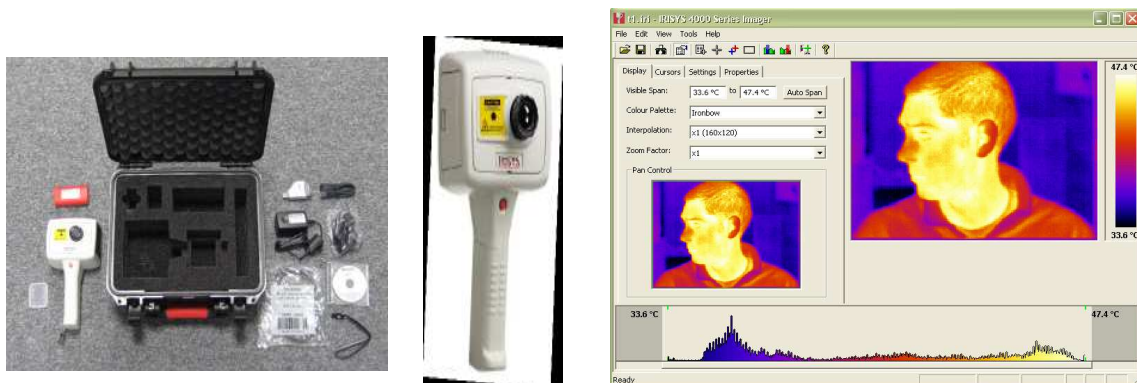 t1.iri - IRISYS 4000 Series Imager
File Edit View Tools Help
Display Cursors Settings Properties
Visible Span: 33.6 °C to 47.4 °C Auto Span
Colour Palette: Ironbow
Interpolation: x1 (160x120)
Zoom Factor: x1
Pan Control
47.4 °C
33.6 °C
33.6 °C 47.4 °C
Ready